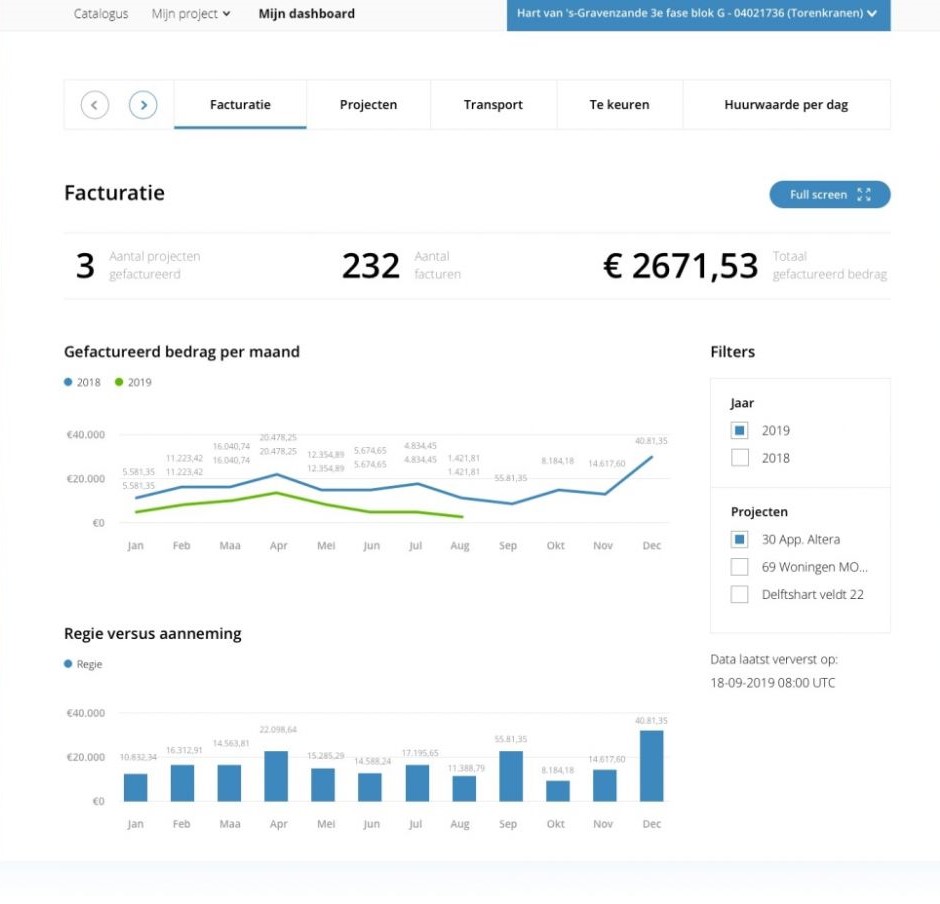 Catalogus Mijn project Mijn dashboard Hart van 's-Gravenzande 3e fase blok G - 04021736 (Torenkranen)
Facturatie Projecten Transport Te keuren Huurwaarde per dag
Facturatie
Full screen
3 Aantal projecten gefactureerd
232 Aantal facturen
€ 2671,53 Totaal gefactureerd bedrag
Gefactureerd bedrag per maand
2018 2019
€40.000
€20.000
€0
5.581,35 11.223,42 16.040,74 20.478,25 12.354,89 5.674,65 4.834,45 1.421,81 55.81,35 8.184,18 14.617,60 40.81,35
5.581,35 11.223,42 16.040,74 20.478,25 12.354,89 5.674,65 4.834,45 1.421,81
Jan Feb Maa Apr Mei Jun Jul Aug Sep Okt Nov Dec
Filters
Jaar
2019
2018
Projecten
30 App. Altera
69 Woningen MO...
Delftshart veldt 22
Data laatst ververst op:
18-09-2019 08:00 UTC
Regie versus aanneming
Regie
€40.000
€20.000
€0
10.832,34 16.312,91 14.563,81 22.098,64 15.285,29 14.588,24 17.195,65 11.388,79 55.81,35 8.184,18 14.617,60 40.81,35
Jan Feb Maa Apr Mei Jun Jul Aug Sep Okt Nov Dec